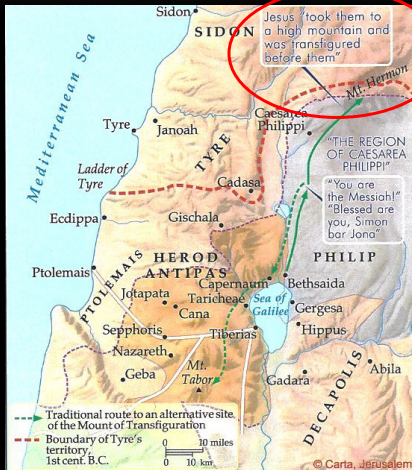 Sidon
SIDON
Jesus "took them to
a high mountain and
was transfigured
before them"
Mt. Hermon
Mediterranean Sea
Tyre
Janoah
TYRE
Caesarea
Philippi
"THE REGION
OF CAESAREA
PHILIPPI"
Ladder of
Tyre
Cadasa
"You are
the Messiah!"
"Blessed are
you, Simon
bar Jona"
Ecdippa
Gischala
PHILIP
Ptolemais
PTOLEMAIS
HEROD
ANTIPAS
Capernaum
Bethsaida
Jotapata
Taricheae
Sea of
Galilee
Cana
Gergesa
Sepphoris
Tiberias
Hippus
Nazareth
Mt.
Tabor
Geba
Gadara
Abila
DECAPOLIS
Traditional route to an alternative site
of the Mount of Transfiguration
Boundary of Tyre's
territory,
1st cent. B.C.
0 10 miles
0 10 km
© Carta, Jerusalem